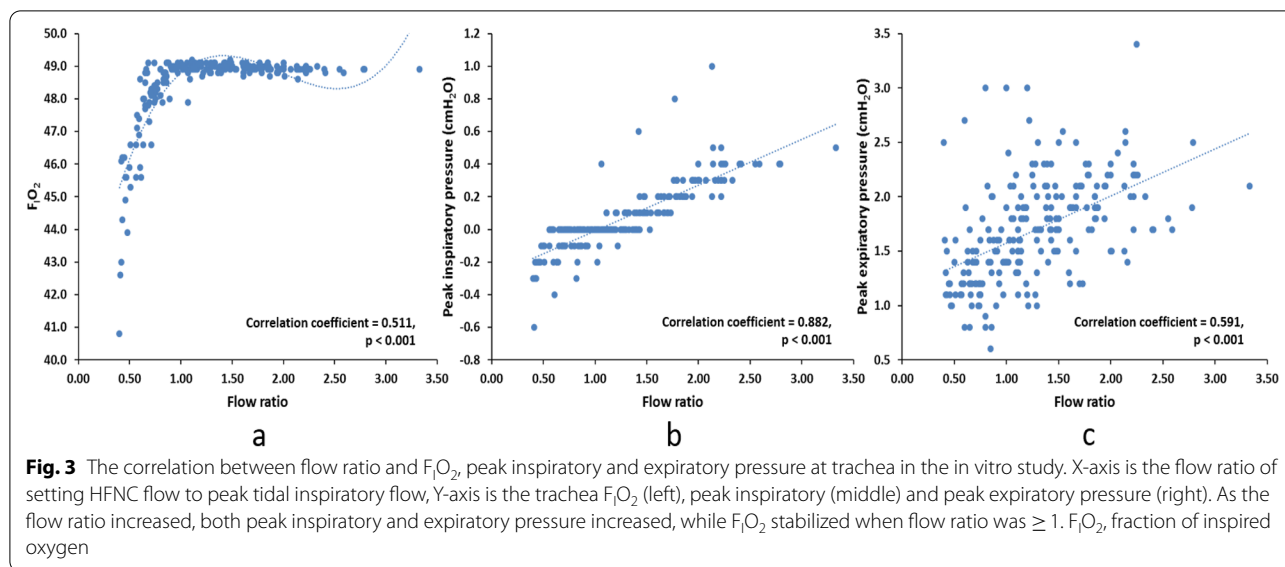 50.0
49.0
48.0
47.0
46.0
45.0
44.0
43.0
42.0
41.0
40.0
FIO2
0.00 0.50 1.00 1.50 2.00 2.50 3.00 3.50
Flow ratio
Correlation coefficient = 0.511,
p < 0.001
a
1.2
1.0
0.8
0.6
0.4
0.2
0.0
-0.2
-0.4
-0.6
-0.8
Peak inspiratory pressure (cmH2O)
0.00 0.50 1.00 1.50 2.00 2.50 3.00 3.50
Flow ratio
Correlation coefficient = 0.882,
p < 0.001
b
3.5
3.0
2.5
2.0
1.5
1.0
0.5
Peak expiratory pressure (cmH2O)
0.00 0.50 1.00 1.50 2.00 2.50 3.00 3.50
Flow ratio
Correlation coefficient = 0.591,
p < 0.001
c
Fig. 3 The correlation between flow ratio and FIO2, peak inspiratory and expiratory pressure at trachea in the in vitro study. X-axis is the flow ratio of
setting HFNC flow to peak tidal inspiratory flow, Y-axis is the trachea FIO2 (left), peak inspiratory (middle) and peak expiratory pressure (right). As the
flow ratio increased, both peak inspiratory and expiratory pressure increased, while FIO2 stabilized when flow ratio was ≥ 1. FIO2, fraction of inspired
oxygen